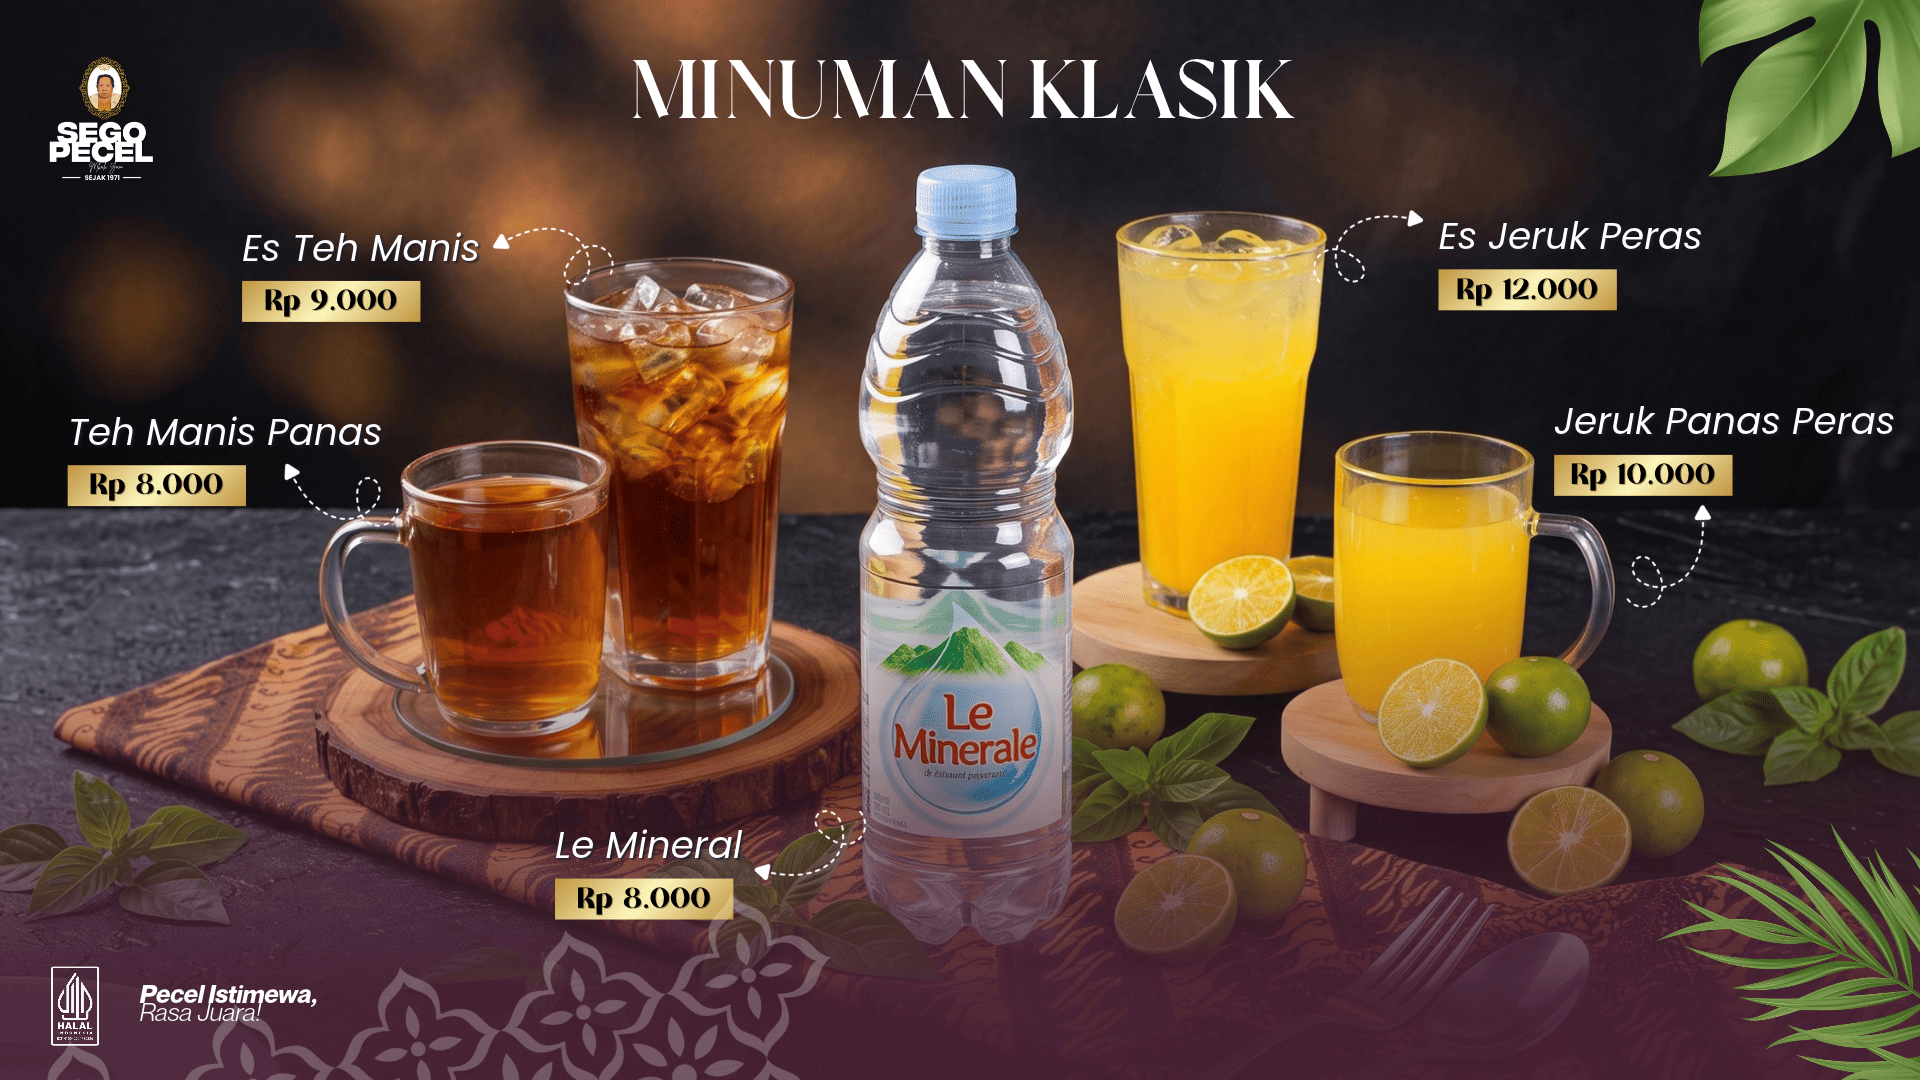 MINUMAN KLASIK
SEGO
PECEL
SEJAK 1971
Es Teh Manis
Rp 9.000
Es Jeruk Peras
Rp 12.000
Teh Manis Panas
Rp 8.000
Jeruk Panas Peras
Rp 10.000
Le
Minerale
Le Mineral
Rp 8.000
HALAL
INDONESIA
Pecel Istimewa,
Rasa Juara!